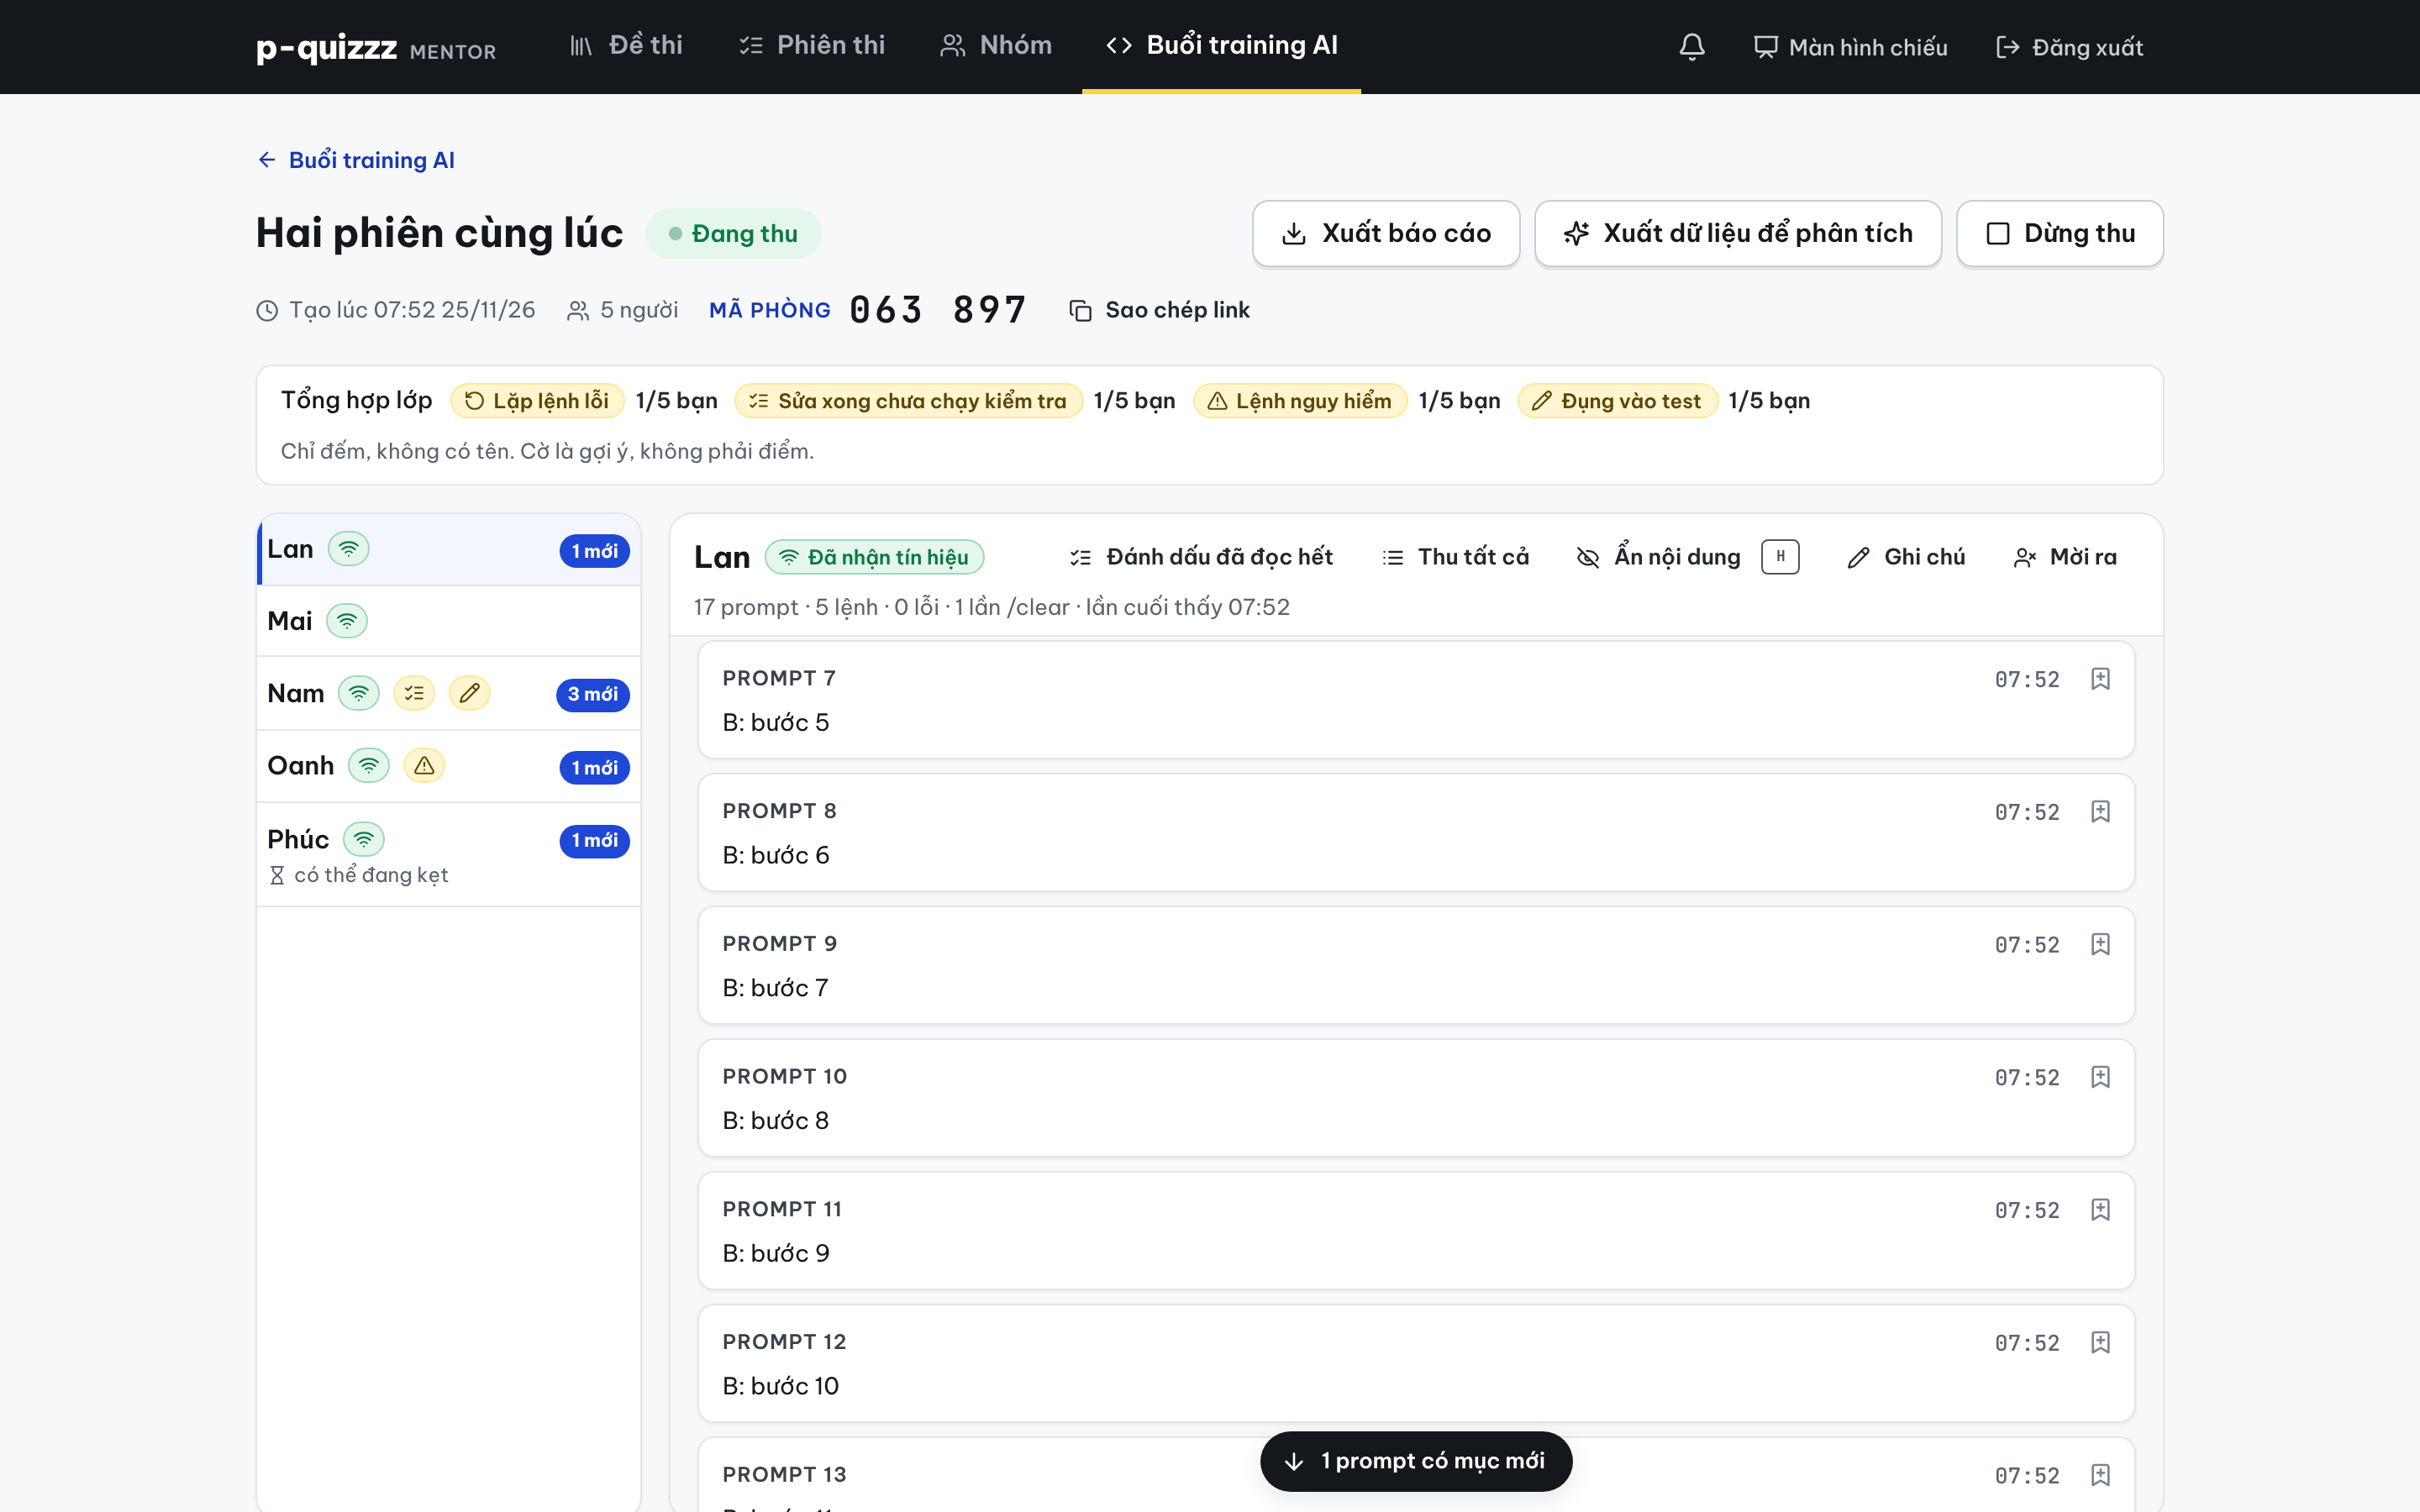 p-quizzz MENTOR Đề thi Phiên thi Nhóm Buổi training AI Màn hình chiếu Đăng xuất
Buổi training AI
Hai phiên cùng lúc Đang thu Xuất báo cáo Xuất dữ liệu để phân tích Dừng thu
Tạo lúc 07:52 25/11/26 5 người MÃ PHÒNG 063 897 Sao chép link
Tổng hợp lớp Lặp lệnh lỗi 1/5 bạn Sửa xong chưa chạy kiểm tra 1/5 bạn Lệnh nguy hiểm 1/5 bạn Đụng vào test 1/5 bạn
Chỉ đếm, không có tên. Cờ là gợi ý, không phải điểm.
Lan 1 mới
Mai
Nam 3 mới
Oanh 1 mới
Phúc 1 mới
có thể đang kẹt
Lan Đã nhận tín hiệu Đánh dấu đã đọc hết Thu tất cả Ẩn nội dung H Ghi chú Mời ra
17 prompt · 5 lệnh · 0 lỗi · 1 lần /clear · lần cuối thấy 07:52
PROMPT 7 07:52
B: bước 5
PROMPT 8 07:52
B: bước 6
PROMPT 9 07:52
B: bước 7
PROMPT 10 07:52
B: bước 8
PROMPT 11 07:52
B: bước 9
PROMPT 12 07:52
B: bước 10
PROMPT 13 07:52
1 prompt có mục mới